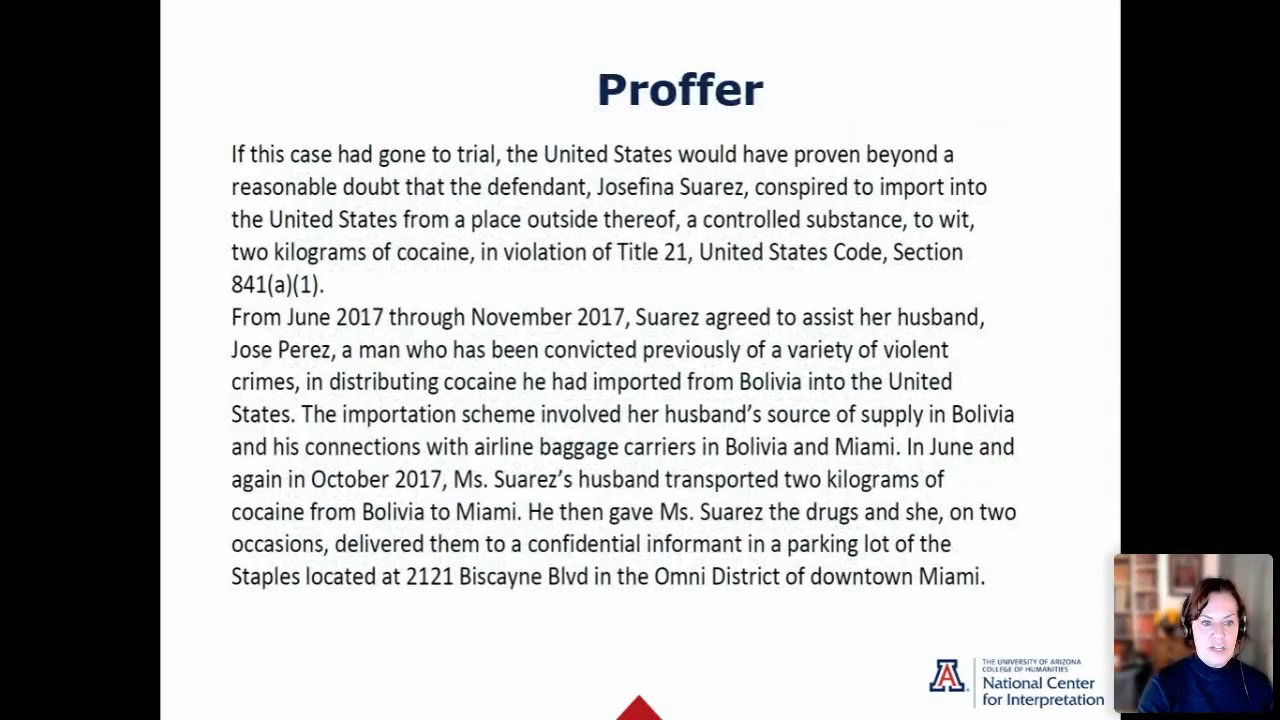 Proffer
If this case had gone to trial, the United States would have proven beyond a
reasonable doubt that the defendant, Josefina Suarez, conspired to import into
the United States from a place outside thereof, a controlled substance, to wit,
two kilograms of cocaine, in violation of Title 21, United States Code, Section
841(a)(1).
From June 2017 through November 2017, Suarez agreed to assist her husband,
Jose Perez, a man who has been convicted previously of a variety of violent
crimes, in distributing cocaine he had imported from Bolivia into the United
States. The importation scheme involved her husband’s source of supply in Bolivia
and his connections with airline baggage carriers in Bolivia and Miami. In June and
again in October 2017, Ms. Suarez’s husband transported two kilograms of
cocaine from Bolivia to Miami. He then gave Ms. Suarez the drugs and she, on two
occasions, delivered them to a confidential informant in a parking lot of the
Staples located at 2121 Biscayne Blvd in the Omni District of downtown Miami.
A
THE UNIVERSITY OF ARIZONA
COLLEGE OF HUMANITIES
National Center
for Interpretation